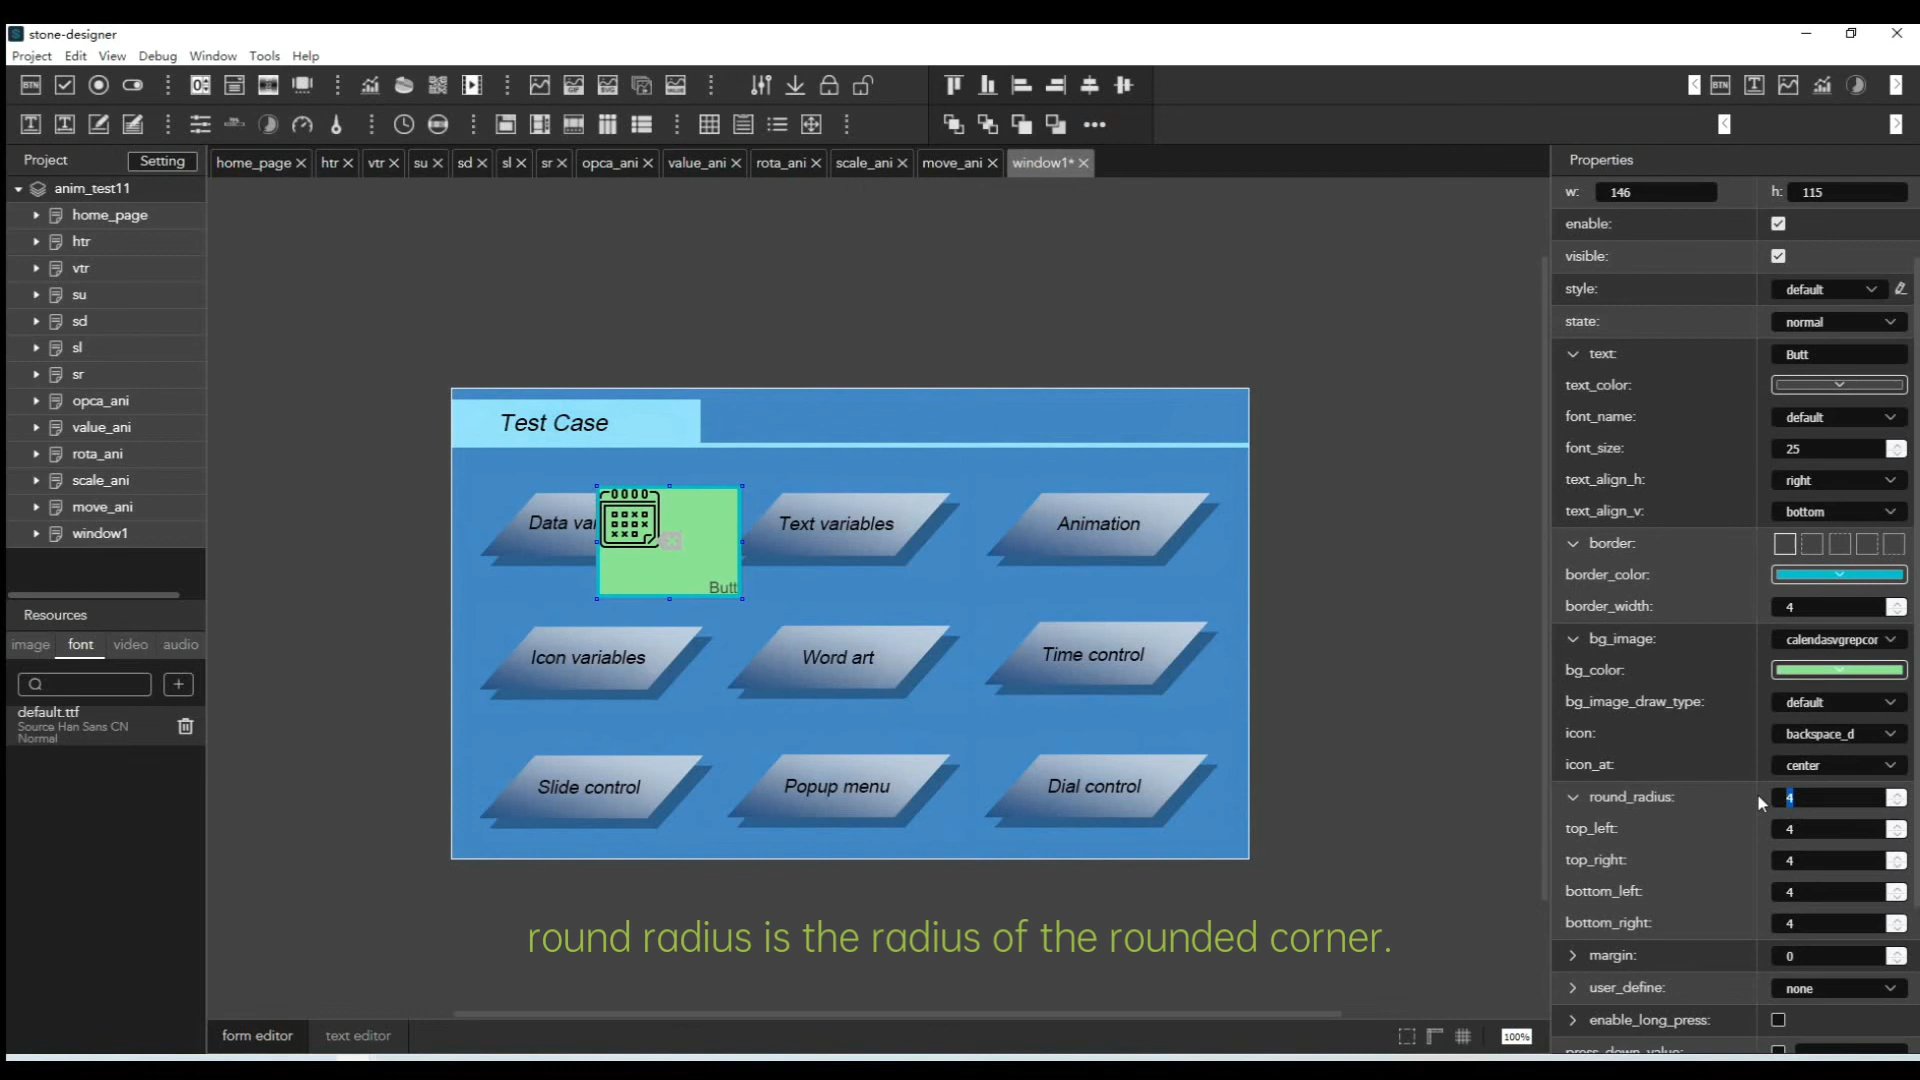 stone-designer
Project Edit View Debug Window Tools Help
Project Setting
home_page htr vtr su sd sl sr opca_ani value_ani rota_ani scale_ani move_ani window1*
anim_test11
home_page
htr
vtr
su
sd
sl
sr
opca_ani
value_ani
rota_ani
scale_ani
move_ani
window1
Resources
image font video audio
default.ttf
Source Han Sans CN
Normal
Test Case
Data var
Text variables
Animation
Butt
Icon variables
Word art
Time control
Slide control
Popup menu
Dial control
round radius is the radius of the rounded corner.
form editor text editor
100%
Properties
w: 146 h: 115
enable:
visible:
style: default
state: normal
text: Butt
text_color:
font_name: default
font_size: 25
text_align_h: right
text_align_v: bottom
border:
border_color:
border_width: 4
bg_image: calendasvgrepcor
bg_color:
bg_image_draw_type: default
icon: backspace_d
icon_at: center
round_radius: 4
top_left: 4
top_right: 4
bottom_left: 4
bottom_right: 4
margin: 0
user_define: none
enable_long_press:
press_down_value: